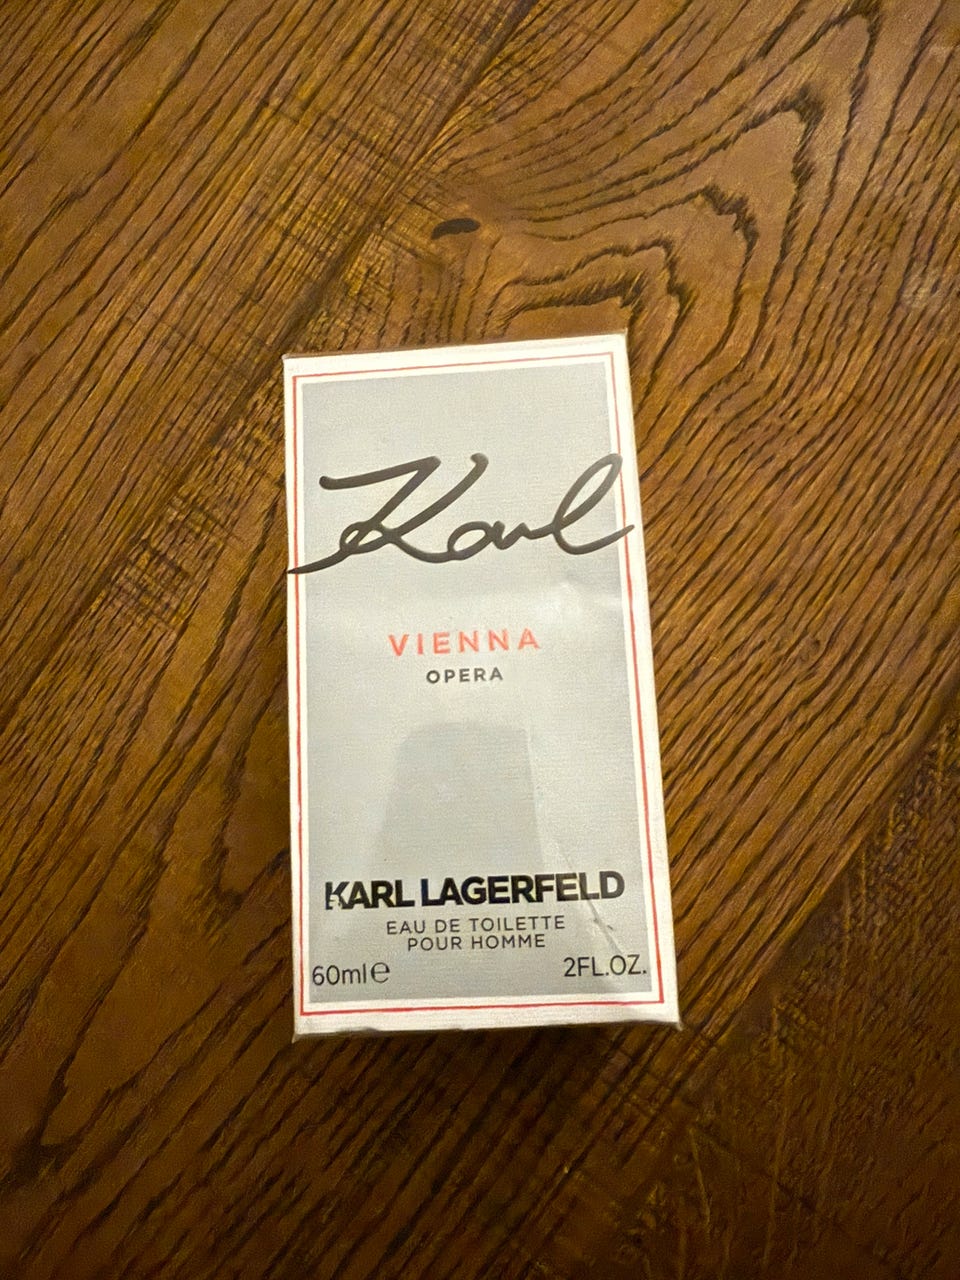 Karl
VIENNA
OPERA
KARL LAGERFELD
EAU DE TOILETTE
POUR HOMME
60ml℮ 2FL.OZ.